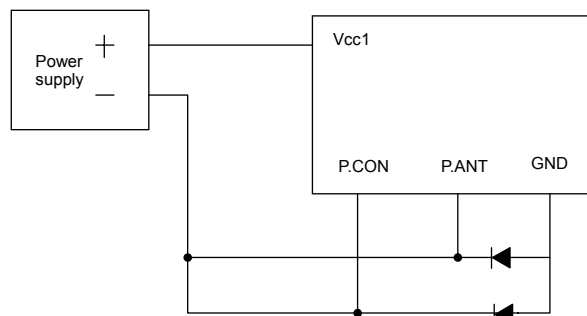 Power
supply
+
−
Vcc1
P.CON
P.ANT
GND